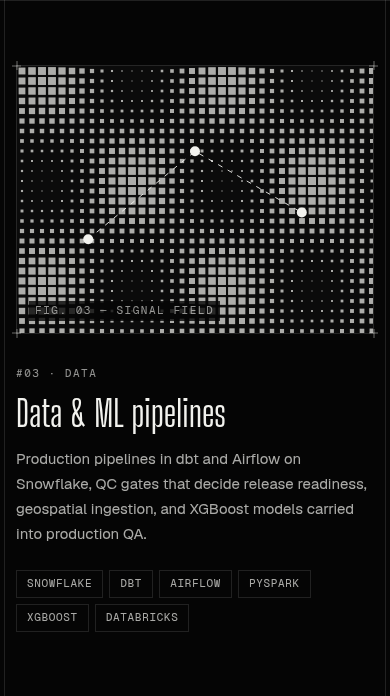 FIG. 03 — SIGNAL FIELD
#03 · DATA
Data & ML pipelines
Production pipelines in dbt and Airflow on
Snowflake, QC gates that decide release readiness,
geospatial ingestion, and XGBoost models carried
into production QA.
SNOWFLAKE DBT AIRFLOW PYSPARK
XGBOOST DATABRICKS